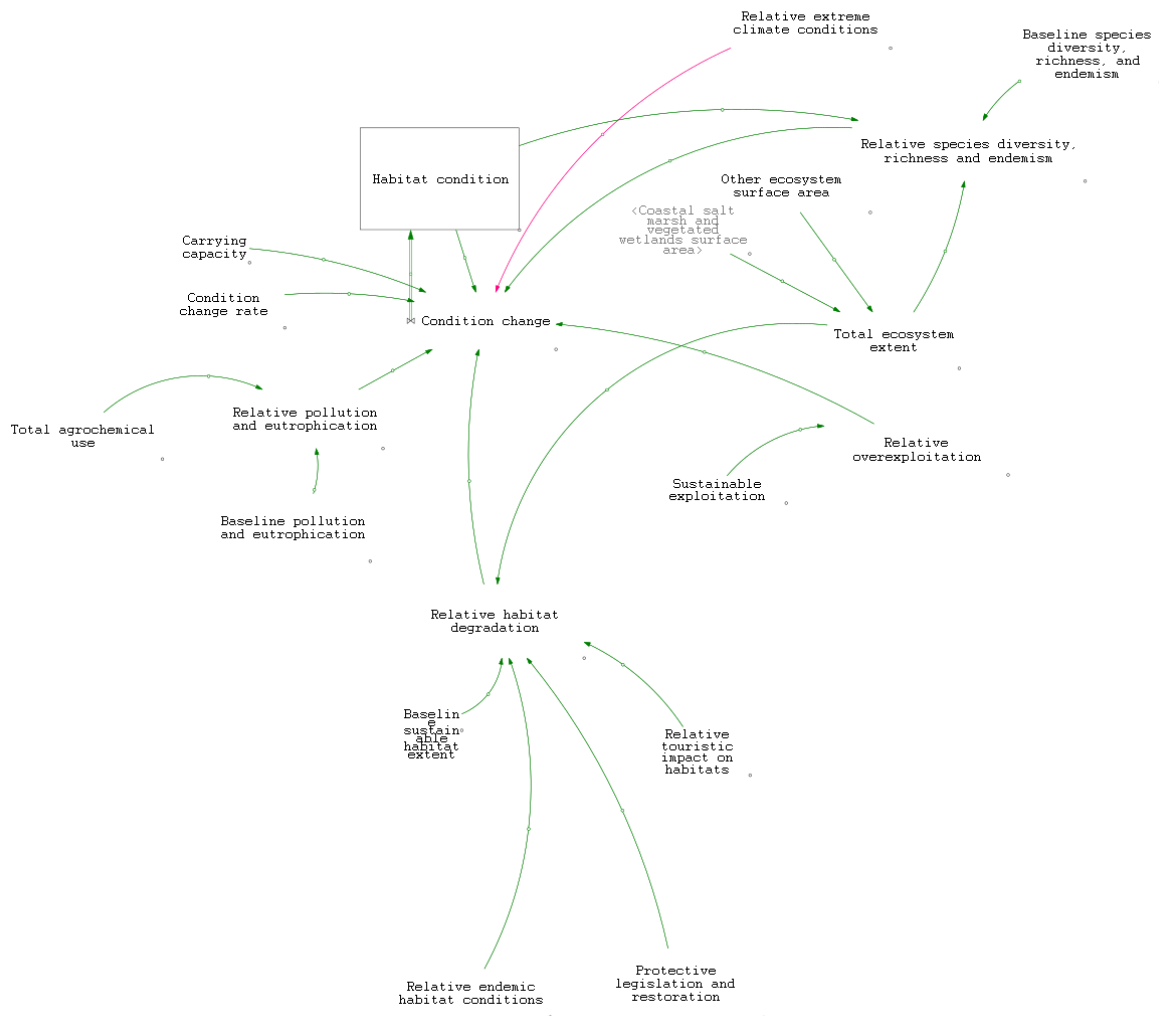 Relative extreme
climate conditions
Baseline species
diversity,
richness, and
endemism
Relative species diversity,
richness and endemism
Habitat condition
Other ecosystem
surface area
<Coastal salt
marsh and
vegetated
wetlands surface
area>
Carrying
capacity
Condition
change rate
Condition change
Total ecosystem
extent
Relative pollution
and eutrophication
Total agrochemical
use
Relative
overexploitation
Sustainable
exploitation
Baseline pollution
and eutrophication
Relative habitat
degradation
Baselin
e
sustain
able
habitat
extent
Relative
touristic
impact on
habitats
Relative endemic
habitat conditions
Protective
legislation and
restoration